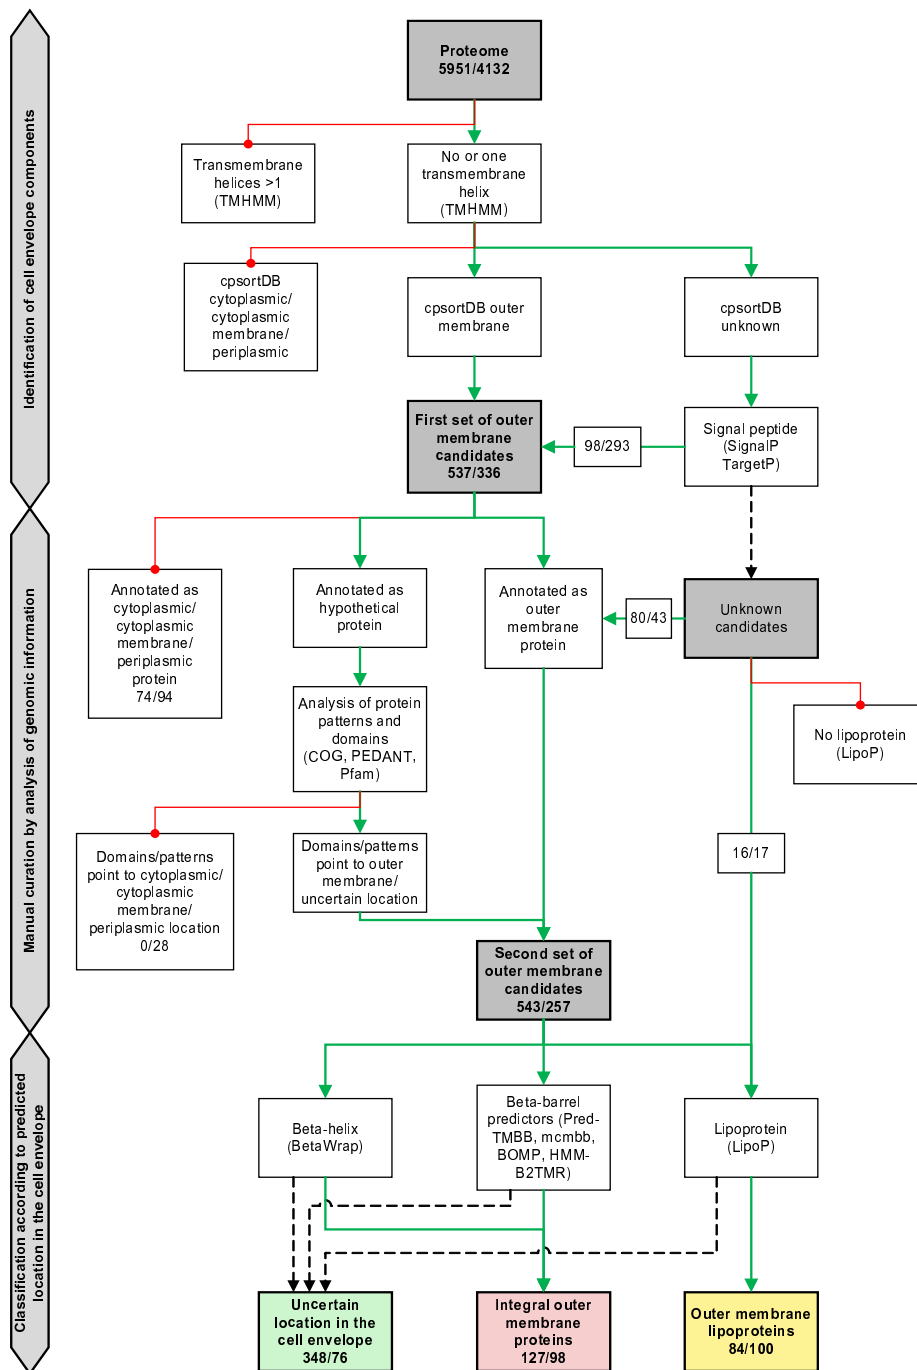 Identification of cell envelope components
Manual curation by analysis of genomic information
Classification according to predicted
location in the cell envelope
Proteome
5951/4132
Transmembrane
helices >1
(TMHMM)
No or one
transmembrane
helix
(TMHMM)
cpsortDB
cytoplasmic/
cytoplasmic
membrane/
periplasmic
cpsortDB outer
membrane
cpsortDB
unknown
First set of outer
membrane
candidates
537/336
98/293
Signal peptide
(SignalP
TargetP)
Annotated as
cytoplasmic/
cytoplasmic
membrane/
periplasmic
protein
74/94
Annotated as
hypothetical
protein
Annotated as
outer
membrane
protein
80/43
Unknown
candidates
Analysis of protein
patterns and
domains
(COG, PEDANT,
Pfam)
No lipoprotein
(LipoP)
Domains/patterns
point to cytoplasmic/
cytoplasmic
membrane/
periplasmic location
0/28
Domains/patterns
point to outer
membrane/
uncertain location
16/17
Second set of
outer membrane
candidates
543/257
Beta-helix
(BetaWrap)
Beta-barrel
predictors (Pred-
TMBB, mcmbb,
BOMP, HMM-
B2TMR)
Lipoprotein
(LipoP)
Uncertain
location in the
cell envelope
348/76
Integral outer
membrane
proteins
127/98
Outer membrane
lipoproteins
84/100